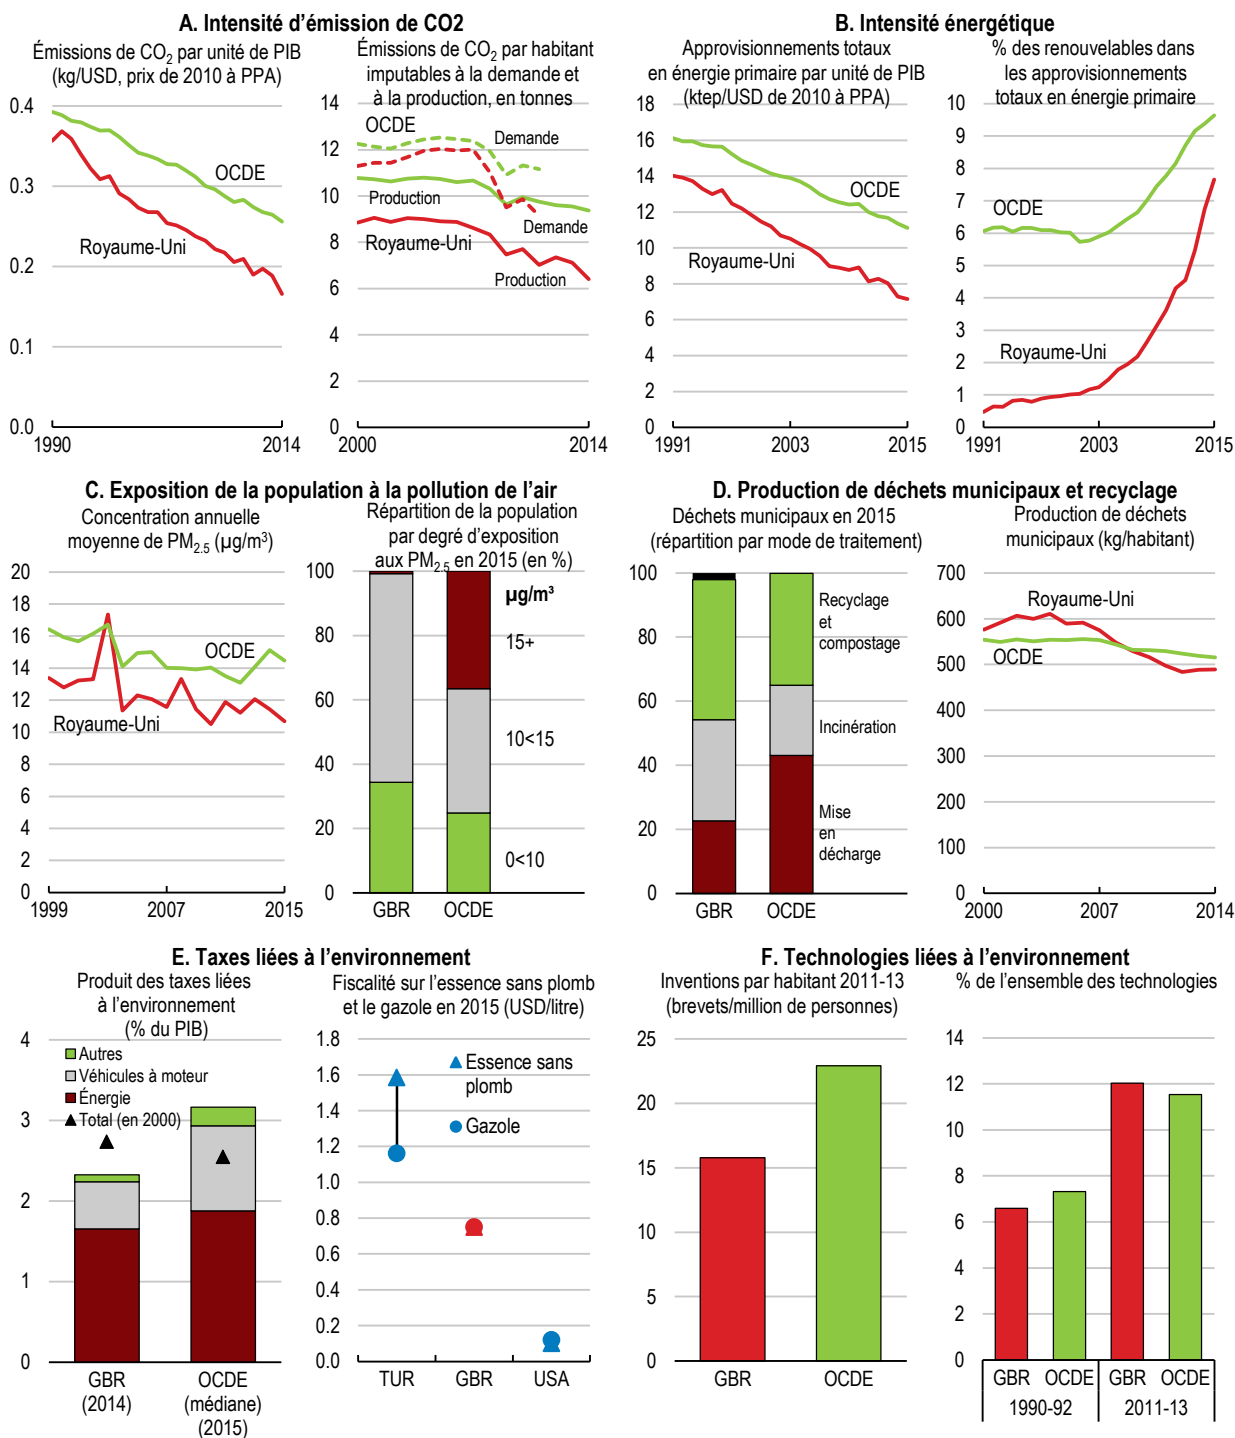 A. Intensité d’émission de CO2
Émissions de CO2 par unité de PIB
(kg/USD, prix de 2010 à PPA)
0.4
0.3
0.2
0.1
0.0
1990
2014
OCDE
Royaume-Uni
Émissions de CO2 par habitant
imputables à la demande et
à la production, en tonnes
14
12
10
8
6
4
2
0
2000
2014
OCDE
Demande
Production
Royaume-Uni
Demande
Production
B. Intensité énergétique
Approvisionnements totaux
en énergie primaire par unité de PIB
(ktep/USD de 2010 à PPA)
18
16
14
12
10
8
6
4
2
0
1991
2003
2015
OCDE
Royaume-Uni
% des renouvelables dans
les approvisionnements
totaux en énergie primaire
10
9
8
7
6
5
4
3
2
1
0
1991
2003
2015
OCDE
Royaume-Uni
C. Exposition de la population à la pollution de l’air
Concentration annuelle
moyenne de PM2.5 (µg/m³)
20
18
16
14
12
10
8
6
4
2
0
1999
2007
2015
OCDE
Royaume-Uni
Répartition de la population
par degré d’exposition
aux PM2.5 en 2015 (en %)
100
80
60
40
20
0
GBR
OCDE
µg/m³
15+
10<15
0<10
D. Production de déchets municipaux et recyclage
Déchets municipaux en 2015
(répartition par mode de traitement)
100
80
60
40
20
0
GBR
OCDE
Recyclage
et
compostage
Incinération
Mise
en
décharge
Production de déchets
municipaux (kg/habitant)
700
600
500
400
300
200
100
0
2000
2007
2014
Royaume-Uni
OCDE
E. Taxes liées à l’environnement
Produit des taxes liées
à l’environnement
(% du PIB)
4
3
2
1
0
Autres
Véhicules à moteur
Énergie
Total (en 2000)
GBR
(2014)
OCDE
(médiane)
(2015)
Fiscalité sur l’essence sans plomb
et le gazole en 2015 (USD/litre)
1.8
1.6
1.4
1.2
1.0
0.8
0.6
0.4
0.2
0.0
Essence sans
plomb
Gazole
TUR
GBR
USA
F. Technologies liées à l’environnement
Inventions par habitant 2011-13
(brevets/million de personnes)
25
20
15
10
5
0
GBR
OCDE
% de l’ensemble des technologies
14
12
10
8
6
4
2
0
GBR
OCDE
GBR
OCDE
1990-92
2011-13